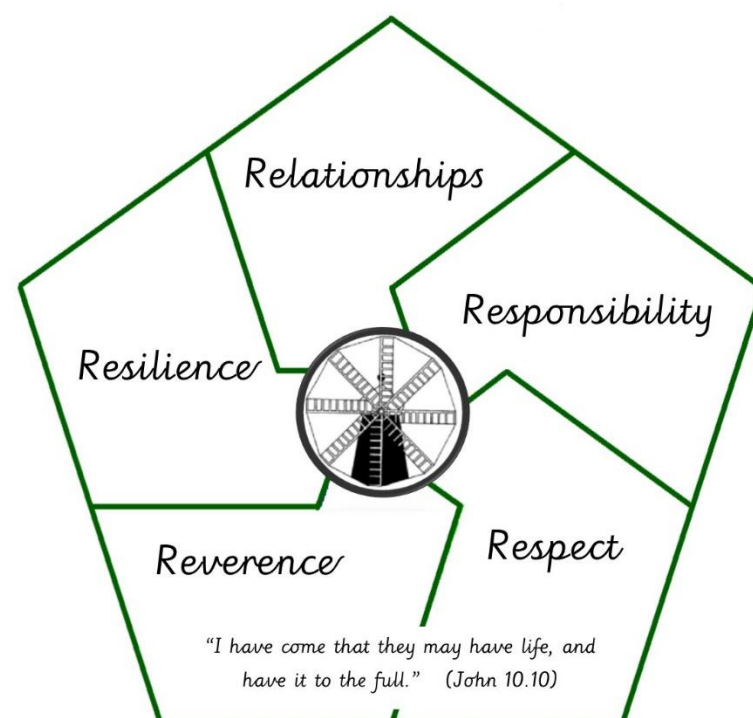 Relationships
Responsibility
Resilience
Respect
Reverence
“I have come that they may have life, and
have it to the full.” (John 10.10)